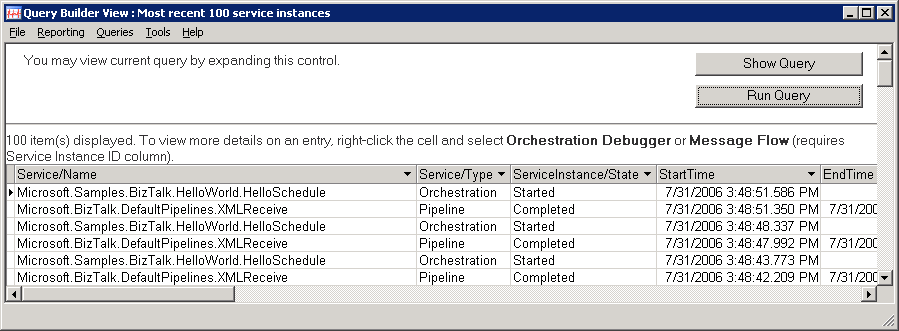 Query Builder View : Most recent 100 service instances
File Reporting Queries Tools Help
You may view current query by expanding this control.
Show Query
Run Query
100 item(s) displayed. To view more details on an entry, right-click the cell and select Orchestration Debugger or Message Flow (requires
Service Instance ID column).
Service/Name Service/Type ServiceInstance/State StartTime EndTime
Microsoft.Samples.BizTalk.HelloWorld.HelloSchedule Orchestration Started 7/31/2006 3:48:51.586 PM
Microsoft.BizTalk.DefaultPipelines.XMLReceive Pipeline Completed 7/31/2006 3:48:51.350 PM 7/31/200
Microsoft.Samples.BizTalk.HelloWorld.HelloSchedule Orchestration Started 7/31/2006 3:48:48.337 PM
Microsoft.BizTalk.DefaultPipelines.XMLReceive Pipeline Completed 7/31/2006 3:48:47.992 PM 7/31/200
Microsoft.Samples.BizTalk.HelloWorld.HelloSchedule Orchestration Started 7/31/2006 3:48:43.773 PM
Microsoft.BizTalk.DefaultPipelines.XMLReceive Pipeline Completed 7/31/2006 3:48:42.209 PM 7/31/200